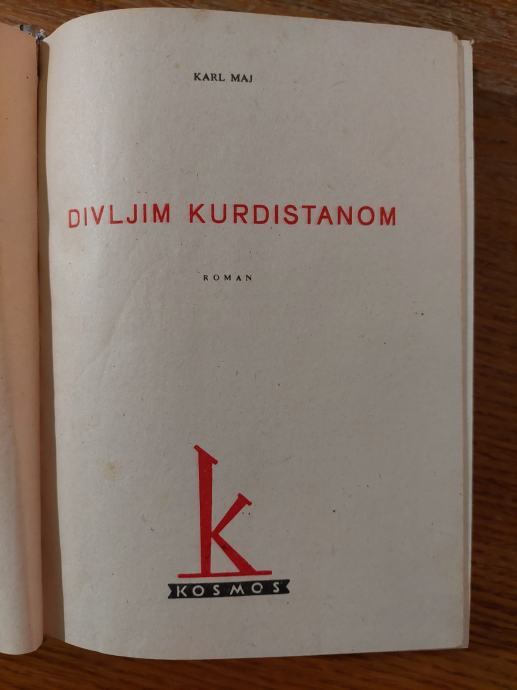 KARL MAJ
DIVLJIM KURDISTANOM
ROMAN
k
KOSMOS